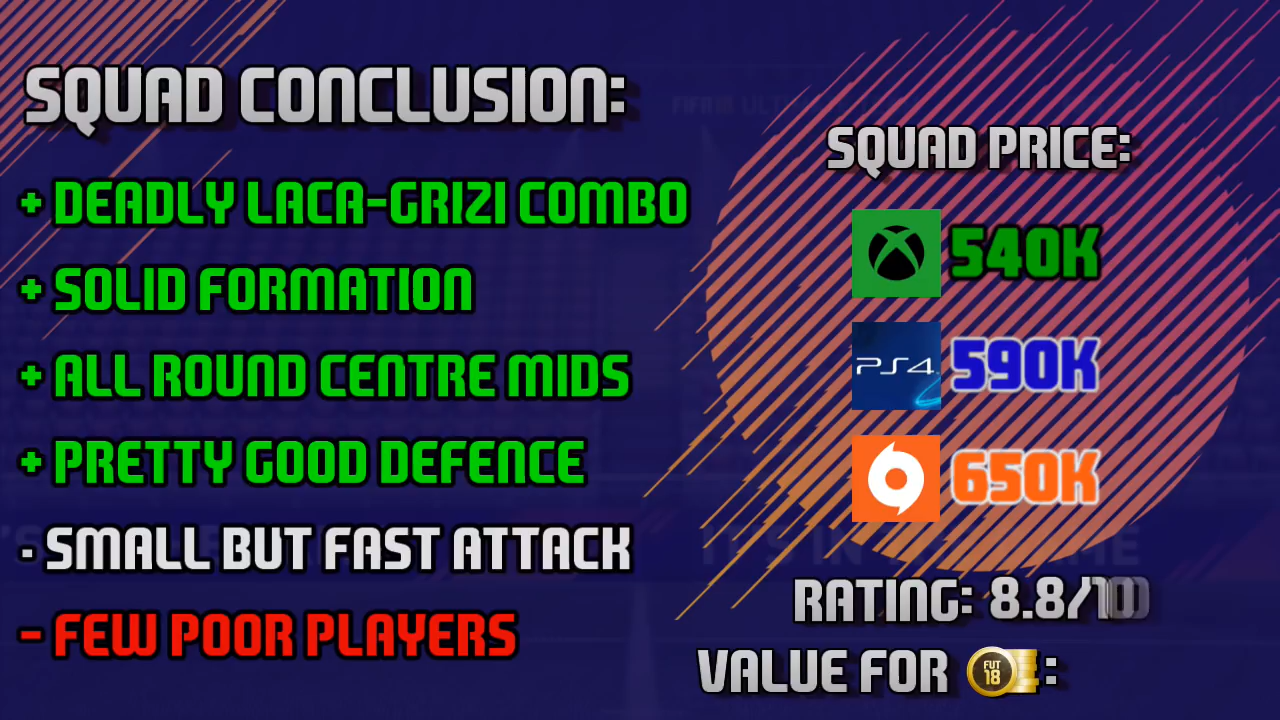 SQUAD CONCLUSION:
+ DEADLY LACA-GRIZI COMBO
+ SOLID FORMATION
+ ALL ROUND CENTRE MIDS
+ PRETTY GOOD DEFENCE
· SMALL BUT FAST ATTACK
- FEW POOR PLAYERS
SQUAD PRICE:
540K
PS4 590K
650K
RATING: 8.8/10
VALUE FOR FUT 18 :